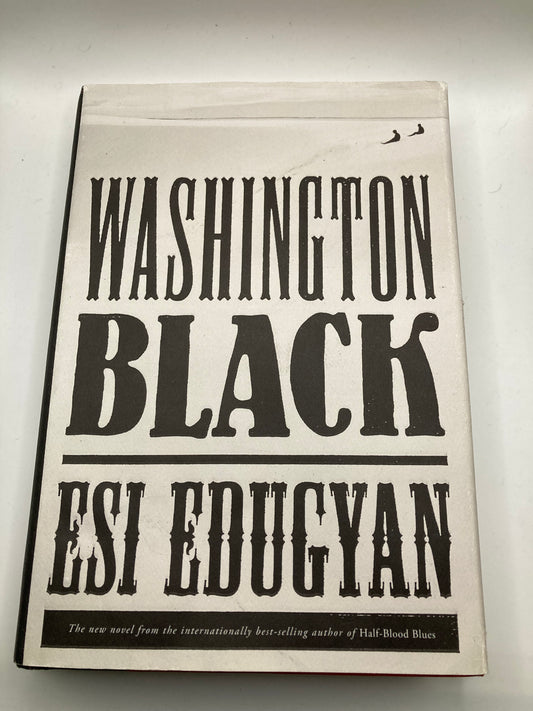 WASHINGTON
BLACK
ESI EDUGYAN
The new novel from the internationally best-selling author of Half-Blood Blues